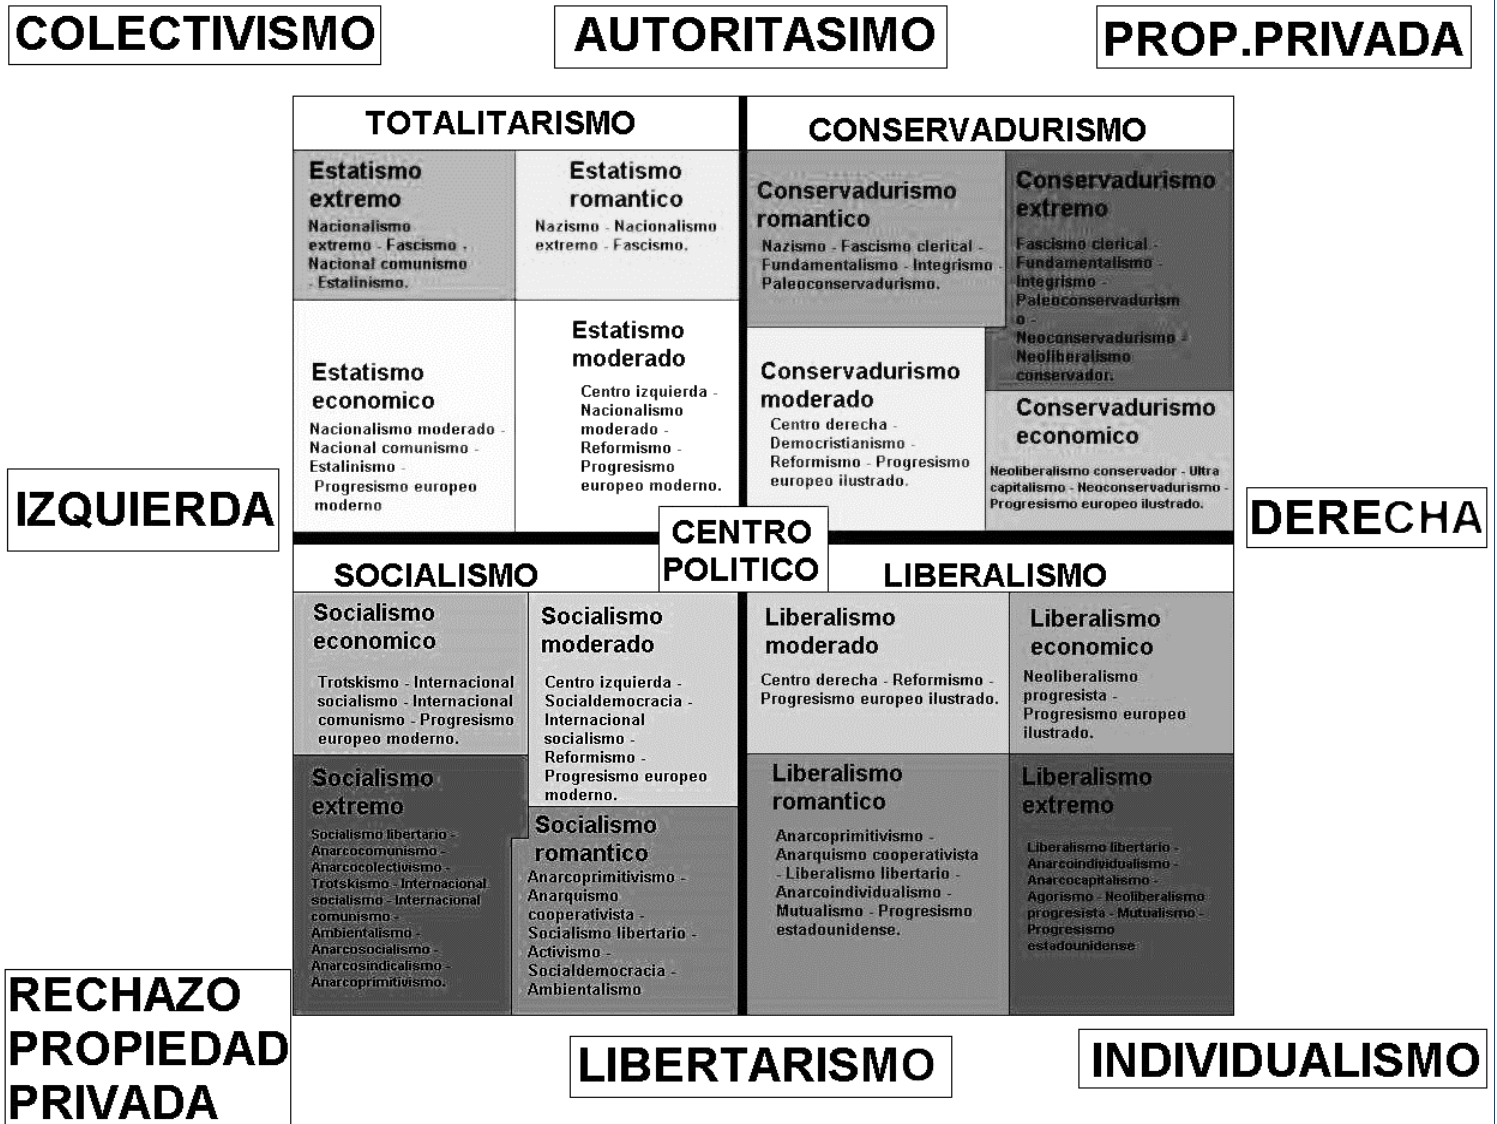 COLECTIVISMO
AUTORITASIMO
PROP.PRIVADA
TOTALITARISMO
CONSERVADURISMO
Estatismo
extremo
Nacionalismo
extremo - Fascismo -
Nacional comunismo
- Estalinismo.
Estatismo
romantico
Nazismo - Nacionalismo
extremo - Fascismo.
Conservadurismo
romantico
Nazismo - Fascismo clerical -
Fundamentalismo - Integrismo -
Paleoconservadurismo.
Conservadurismo
extremo
Fascismo clerical -
Fundamentalismo -
Integrismo -
Paleoconservadurism
o -
Neoconservadurismo -
Neoliberalismo
conservador.
Estatismo
economico
Nacionalismo moderado -
Nacional comunismo -
Estalinismo -
Progresismo europeo
moderno
Estatismo
moderado
Centro izquierda -
Nacionalismo
moderado -
Reformismo -
Progresismo
europeo moderno.
Conservadurismo
moderado
Centro derecha -
Democristianismo -
Reformismo - Progresismo
europeo ilustrado.
Conservadurismo
economico
Neoliberalismo conservador - Ultra
capitalismo - Neoconservadurismo -
Progresismo europeo ilustrado.
IZQUIERDA
DERECHA
CENTRO
POLITICO
SOCIALISMO
LIBERALISMO
Socialismo
economico
Trotskismo - Internacional
socialismo - Internacional
comunismo - Progresismo
europeo moderno.
Socialismo
moderado
Centro izquierda -
Socialdemocracia -
Internacional
socialismo -
Reformismo -
Progresismo europeo
moderno.
Liberalismo
moderado
Centro derecha - Reformismo -
Progresismo europeo ilustrado.
Liberalismo
economico
Neoliberalismo
progresista -
Progresismo europeo
ilustrado.
Socialismo
extremo
Socialismo libertario -
Anarcocomunismo -
Anarcocolectivismo -
Trotskismo - Internacional
socialismo - Internacional
comunismo -
Ambientalismo -
Anarcosocialismo -
Anarcosindicalismo -
Anarcoprimitivismo.
Socialismo
romantico
Anarcoprimitivismo -
Anarquismo
cooperativista -
Socialismo libertario -
Activismo -
Socialdemocracia -
Ambientalismo
Liberalismo
romantico
Anarcoprimitivismo -
Anarquismo cooperativista
- Liberalismo libertario -
Anarcoindividualismo -
Mutualismo - Progresismo
estadounidense.
Liberalismo
extremo
Liberalismo libertario -
Anarcoindividualismo -
Anarcocapitalismo -
Agorismo - Neoliberalismo
progresista - Mutualismo -
Progresismo
estadounidense
RECHAZO
PROPIEDAD
PRIVADA
LIBERTARISMO
INDIVIDUALISMO